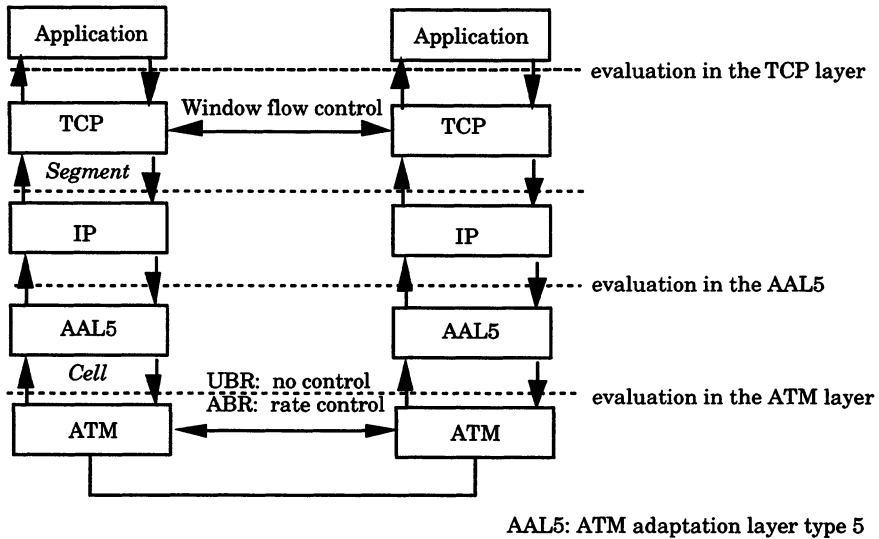 Application
Application
evaluation in the TCP layer
Window flow control
TCP
TCP
Segment
IP
IP
evaluation in the AAL5
AAL5
AAL5
Cell
UBR: no control
ABR: rate control
evaluation in the ATM layer
ATM
ATM
AAL5: ATM adaptation layer type 5